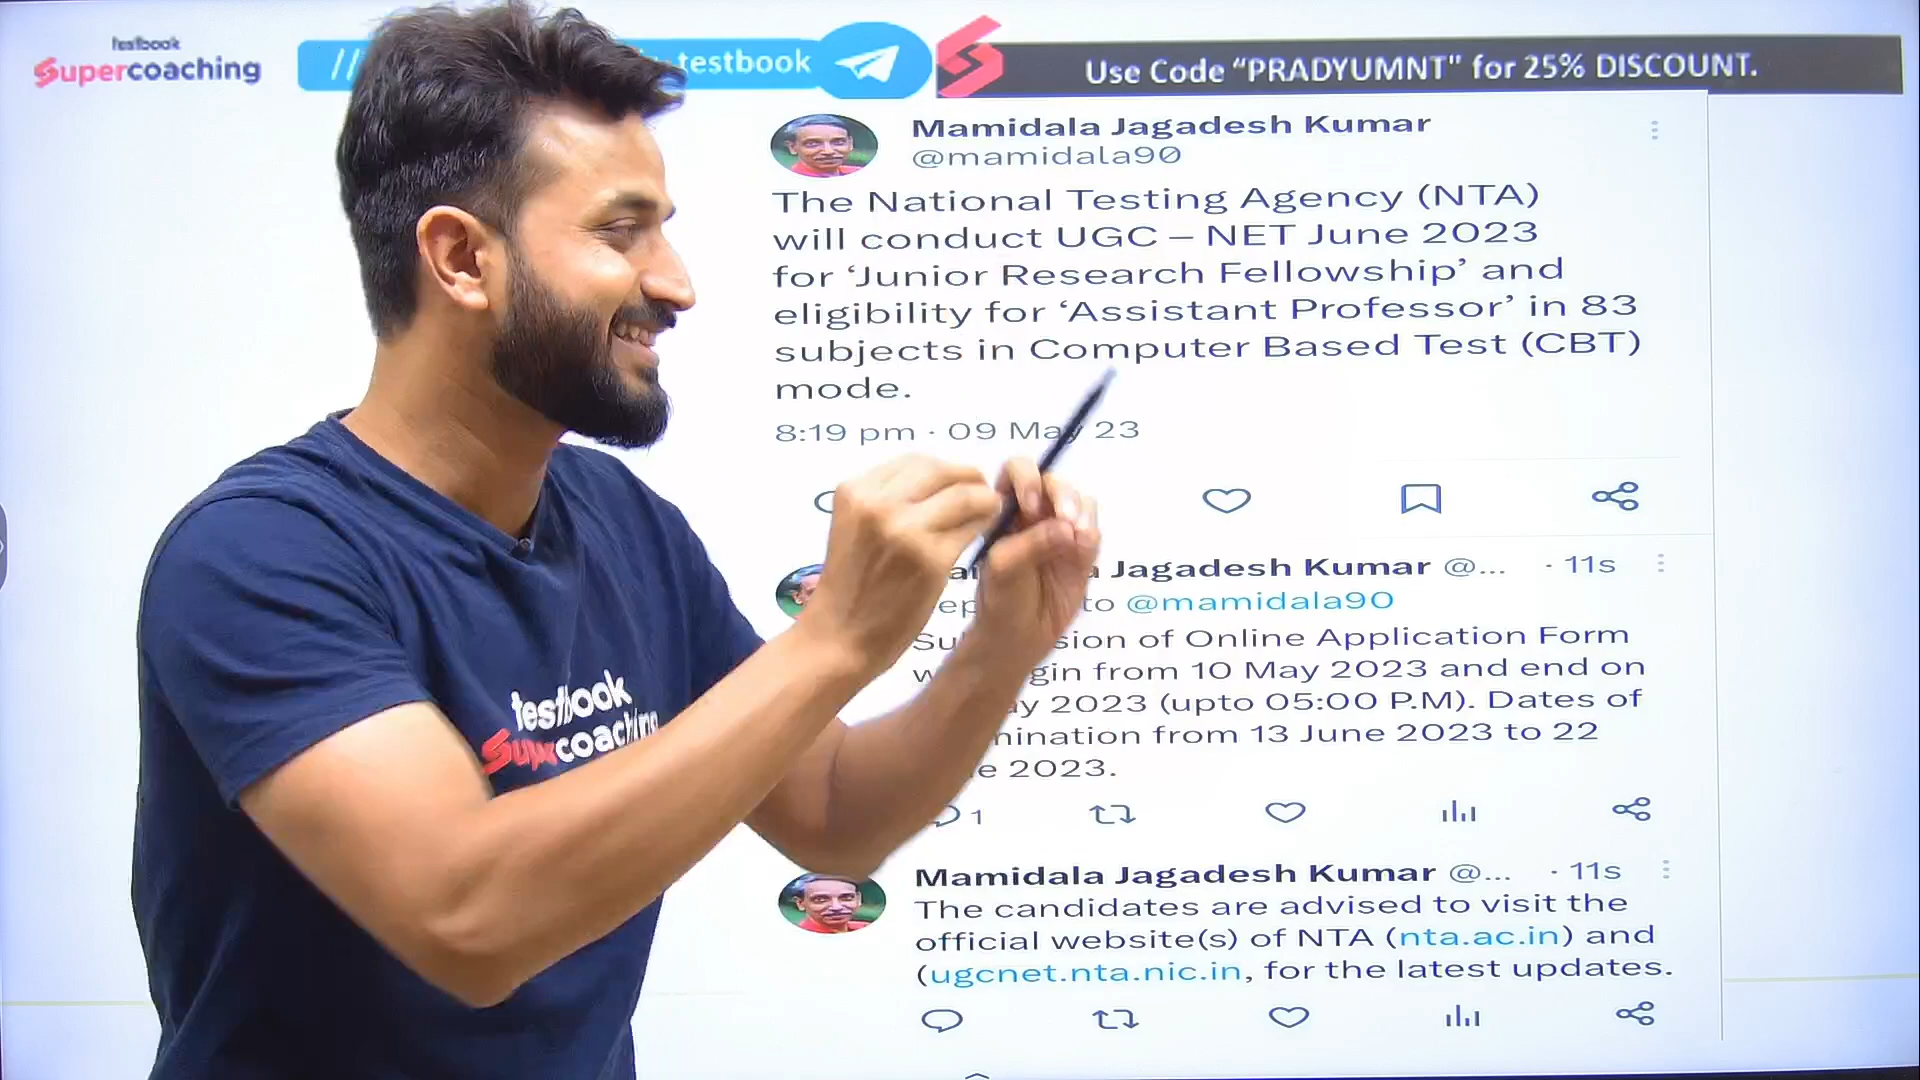 testbook
Supercoaching
//
testbook
Use Code “PRADYUMNT" for 25% DISCOUNT.
Mamidala Jagadesh Kumar
@mamidala90
The National Testing Agency (NTA)
will conduct UGC – NET June 2023
for ‘Junior Research Fellowship’ and
eligibility for ‘Assistant Professor’ in 83
subjects in Computer Based Test (CBT)
mode.
8:19 pm · 09 May 23
Jagadesh Kumar @... · 11s
to @mamidala90
of Online Application Form
from 10 May 2023 and end on
2023 (upto 05:00 P.M). Dates of
from 13 June 2023 to 22
2023.
1
Mamidala Jagadesh Kumar @... · 11s
The candidates are advised to visit the
official website(s) of NTA (nta.ac.in) and
(ugcnet.nta.nic.in, for the latest updates.
testbook
Supercoaching